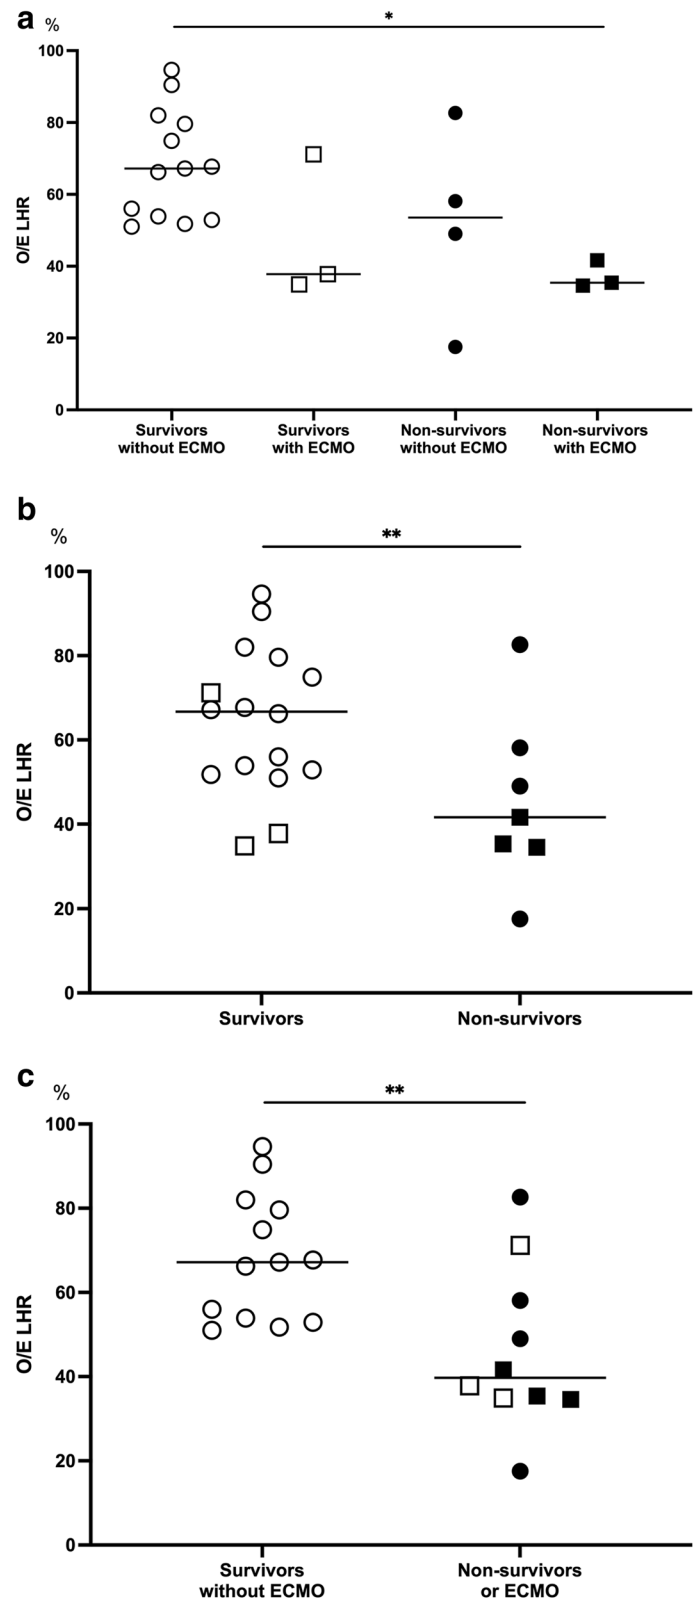 a %
*
100
80
60
40
20
0
O/E LHR
Survivors without ECMO
Survivors with ECMO
Non-survivors without ECMO
Non-survivors with ECMO
b
%
**
100
80
60
40
20
0
O/E LHR
Survivors
Non-survivors
c
%
**
100
80
60
40
20
0
O/E LHR
Survivors without ECMO
Non-survivors or ECMO